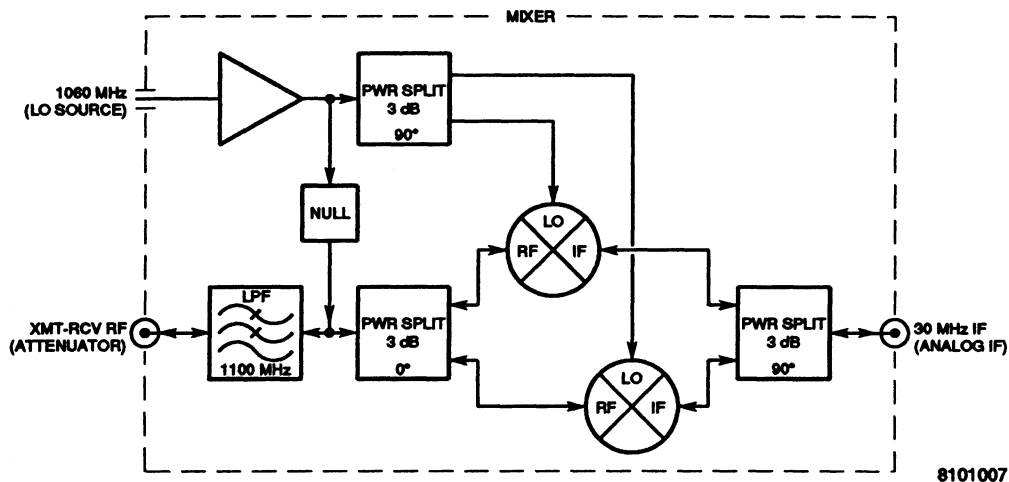 MIXER
1060 MHz
(LO SOURCE)
PWR SPLIT
3 dB
90°
NULL
LO
RF
IF
XMT-RCV RF
(ATTENUATOR)
LPF
1100 MHz
PWR SPLIT
3 dB
0°
LO
RF
IF
PWR SPLIT
3 dB
90°
30 MHz IF
(ANALOG IF)
8101007